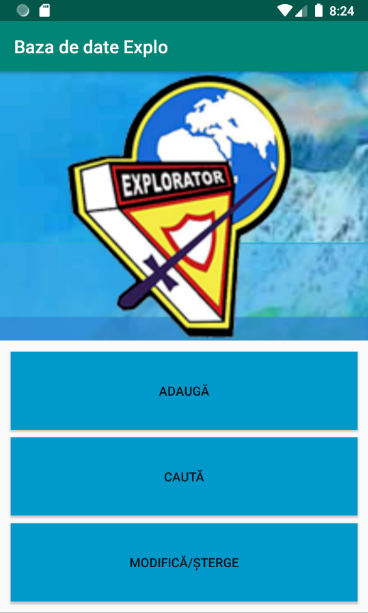 8:24
Baza de date Explo
EXPLORATOR
ADAUGĂ
CAUTĂ
MODIFICĂ/ȘTERGE